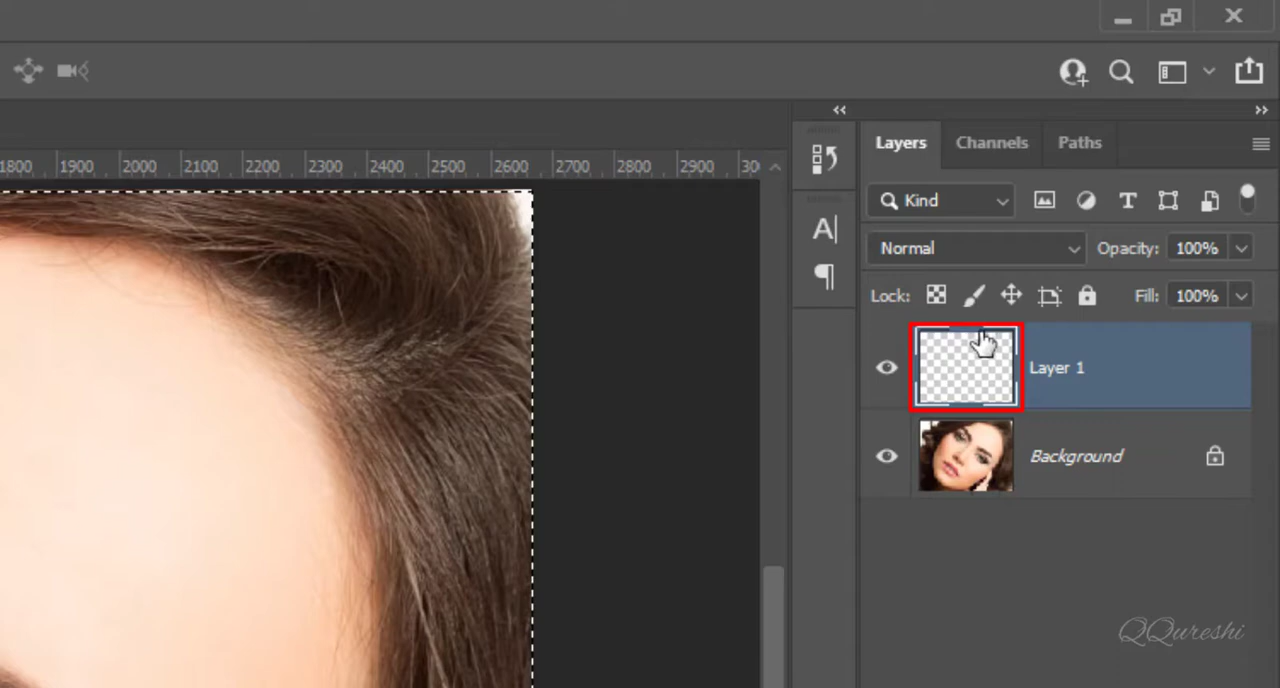 1800 1900 2000 2100 2200 2300 2400 2500 2600 2700 2800 2900 30
Layers Channels Paths
Kind T
A
Normal Opacity: 100%
Lock: Fill: 100%
Layer 1
Background
QQureshi